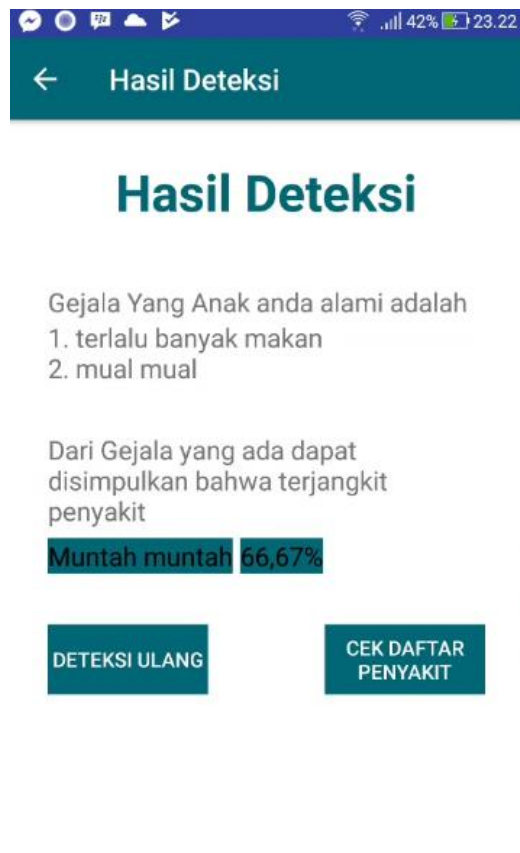 42% 23.22
Hasil Deteksi
Hasil Deteksi
Gejala Yang Anak anda alami adalah
1. terlalu banyak makan
2. mual mual
Dari Gejala yang ada dapat
disimpulkan bahwa terjangkit
penyakit
Muntah muntah 66,67%
DETEKSI ULANG
CEK DAFTAR
PENYAKIT